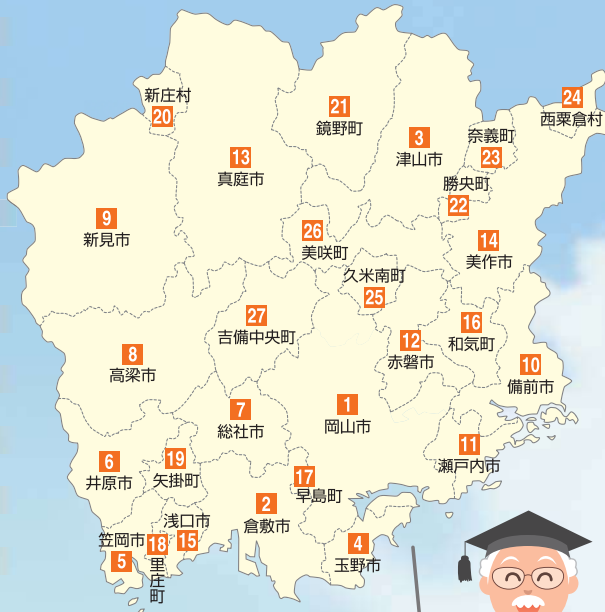 新庄村
20
21
鏡野町
24
西粟倉村
3
津山市
奈義町
23
13
真庭市
勝央町
22
9
新見市
26
美咲町
14
美作市
久米南町
25
27
吉備中央町
16
和気町
12
赤磐市
8
高梁市
10
備前市
7
総社市
1
岡山市
11
瀬戸内市
6
井原市
19
矢掛町
17
早島町
2
倉敷市
浅口市
15
笠岡市
5
18
里庄町
4
玉野市